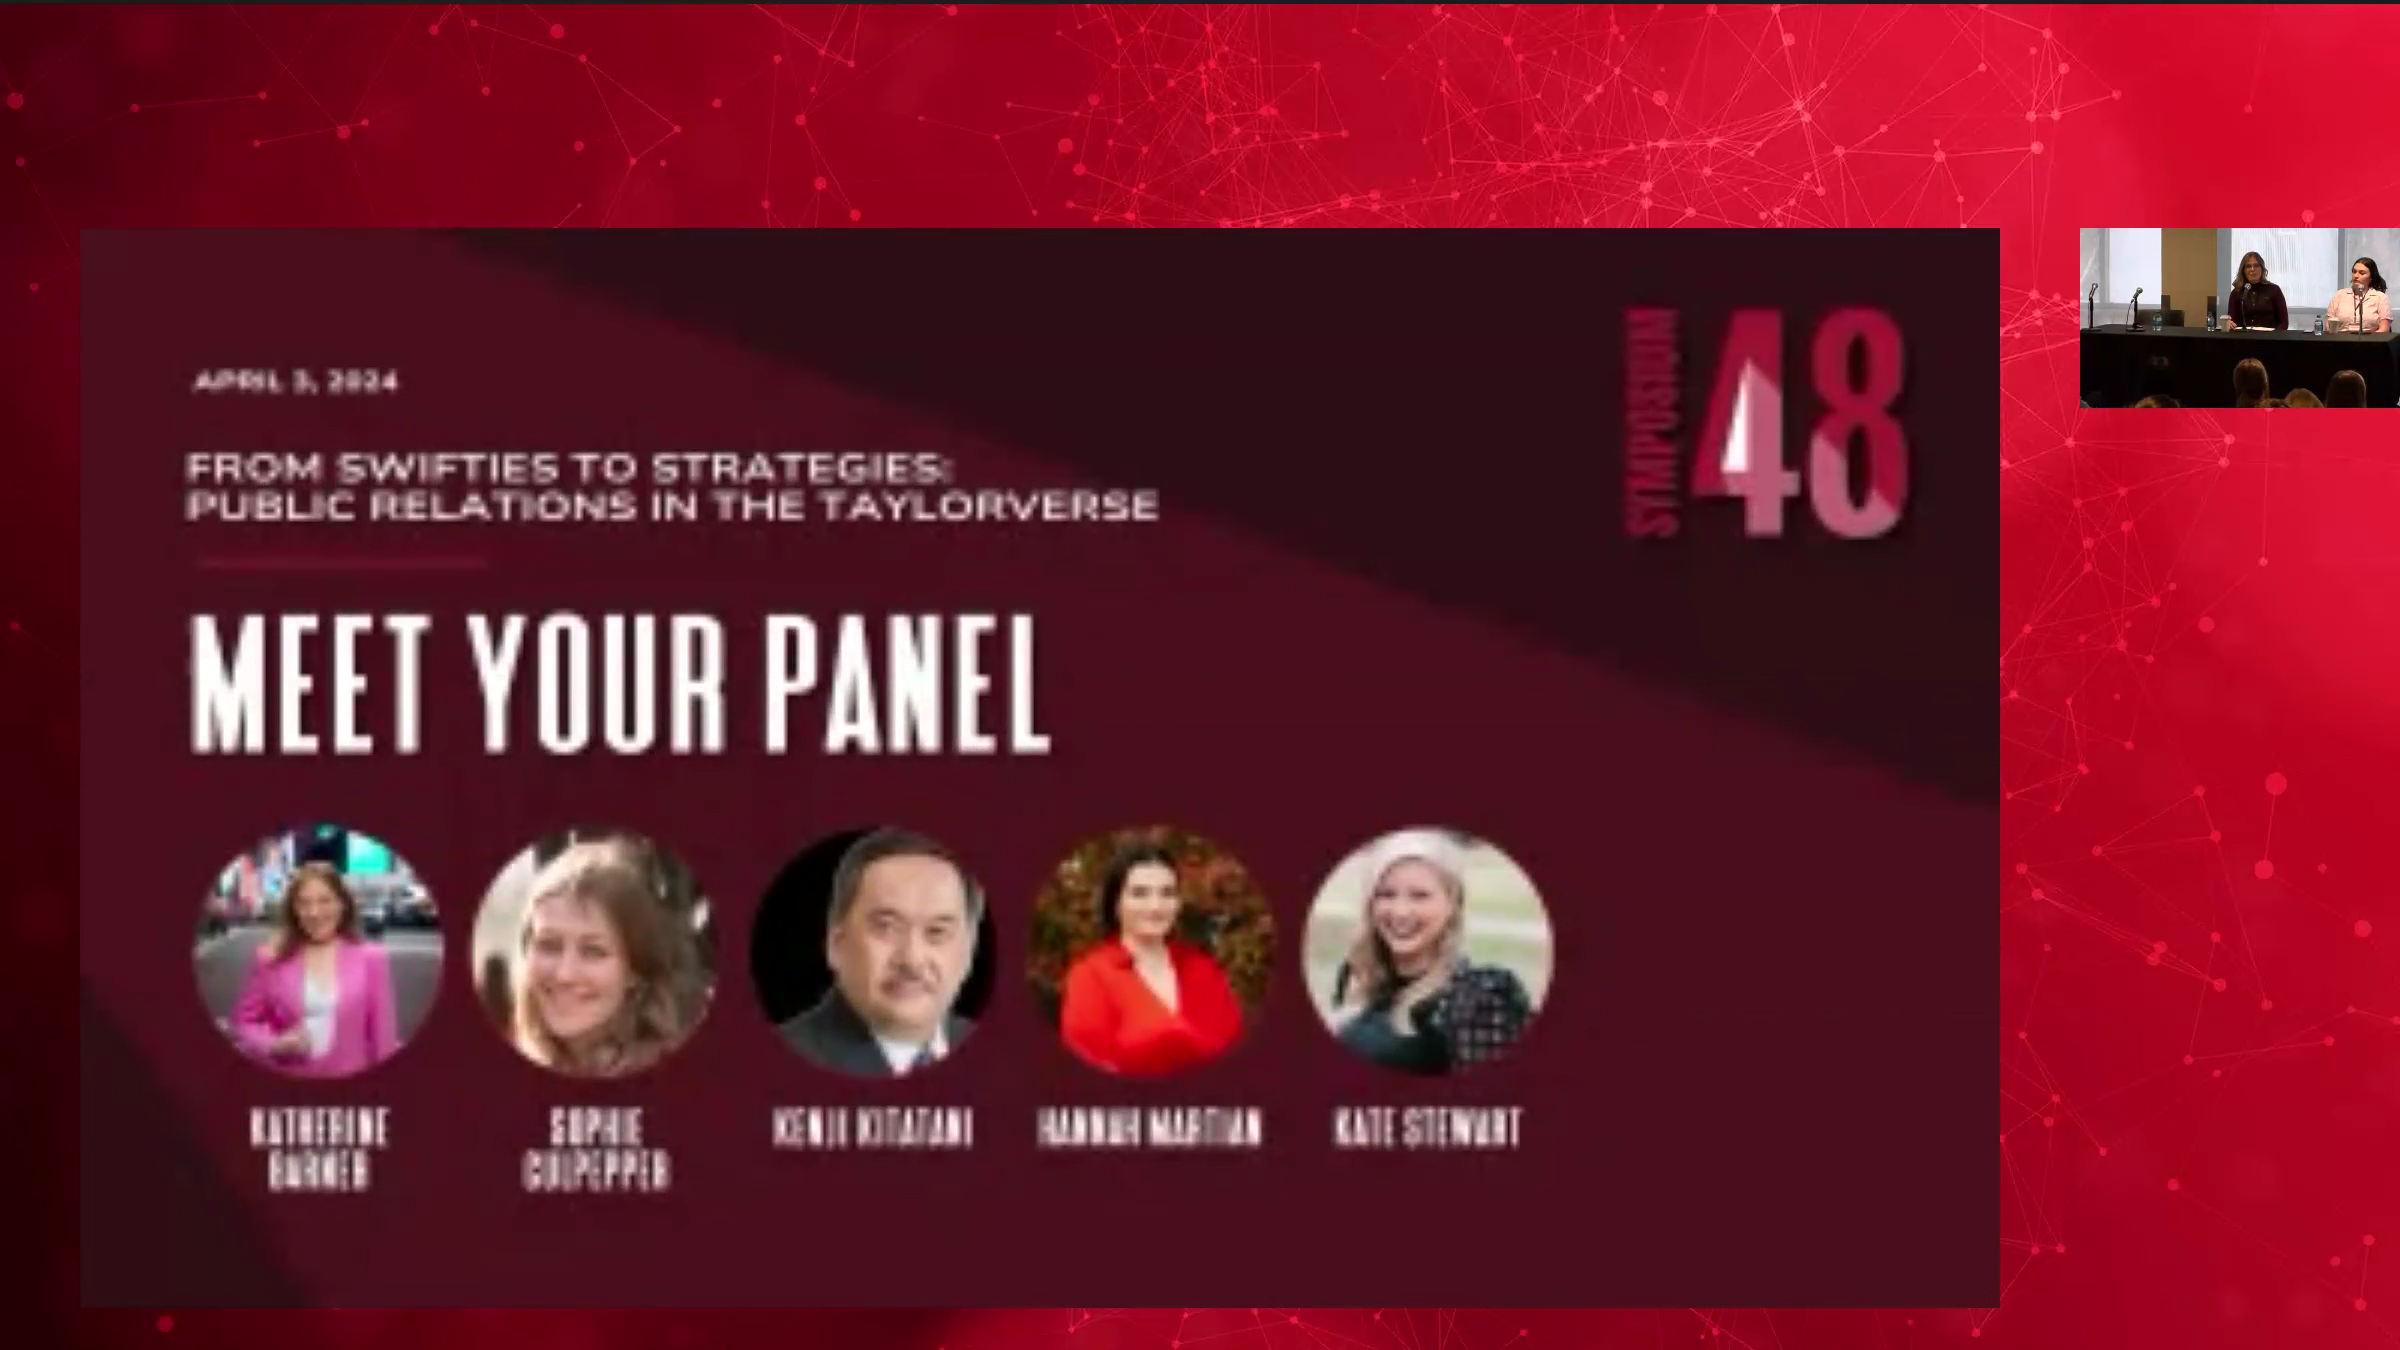 APRIL 3, 2024
SYMPOSIUM
48
FROM SWIFTIES TO STRATEGIES:
PUBLIC RELATIONS IN THE TAYLORVERSE
MEET YOUR PANEL
KATHERINE
BARNER
SOPHIE
CULPEPPER
KENJI KITATANI
HANNAH MARTIAN
KATE STEWART